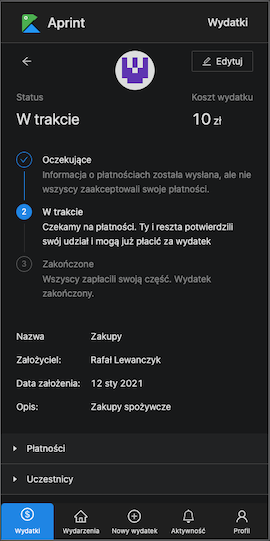 Aprint
Wydatki
Edytuj
Status
Koszt wydatku
W trakcie
10 zł
Oczekujące
Informacja o płatnościach została wysłana, ale nie
wszyscy zaakceptowali swoje płatności.
2
W trakcie
Czekamy na płatności. Ty i reszta potwierdzili
swój udział i mogą już płacić za wydatek
3
Zakończone
Wszyscy zapłacili swoją część. Wydatek
zakończony.
Nazwa
Zakupy
Założyciel:
Rafał Lewanczyk
Data założenia:
12 sty 2021
Opis:
Zakupy spożywcze
Płatności
Uczestnicy
Wydatki
Wydarzenia
Nowy wydatek
Aktywność
Profil